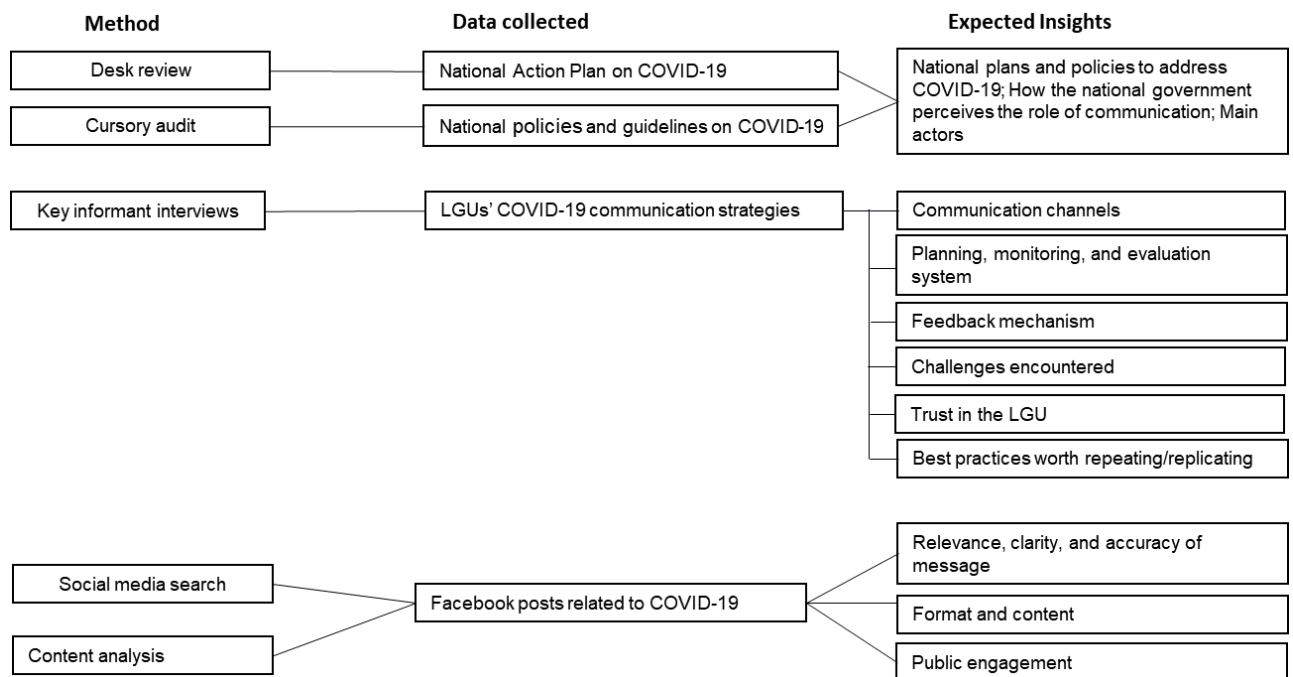 Method
Data collected
Expected Insights
Desk review
National Action Plan on COVID-19
National plans and policies to address
COVID-19; How the national government
perceives the role of communication; Main
actors
Cursory audit
National policies and guidelines on COVID-19
Key informant interviews
LGUs’ COVID-19 communication strategies
Communication channels
Planning, monitoring, and evaluation
system
Feedback mechanism
Challenges encountered
Trust in the LGU
Best practices worth repeating/replicating
Social media search
Content analysis
Facebook posts related to COVID-19
Relevance, clarity, and accuracy of
message
Format and content
Public engagement